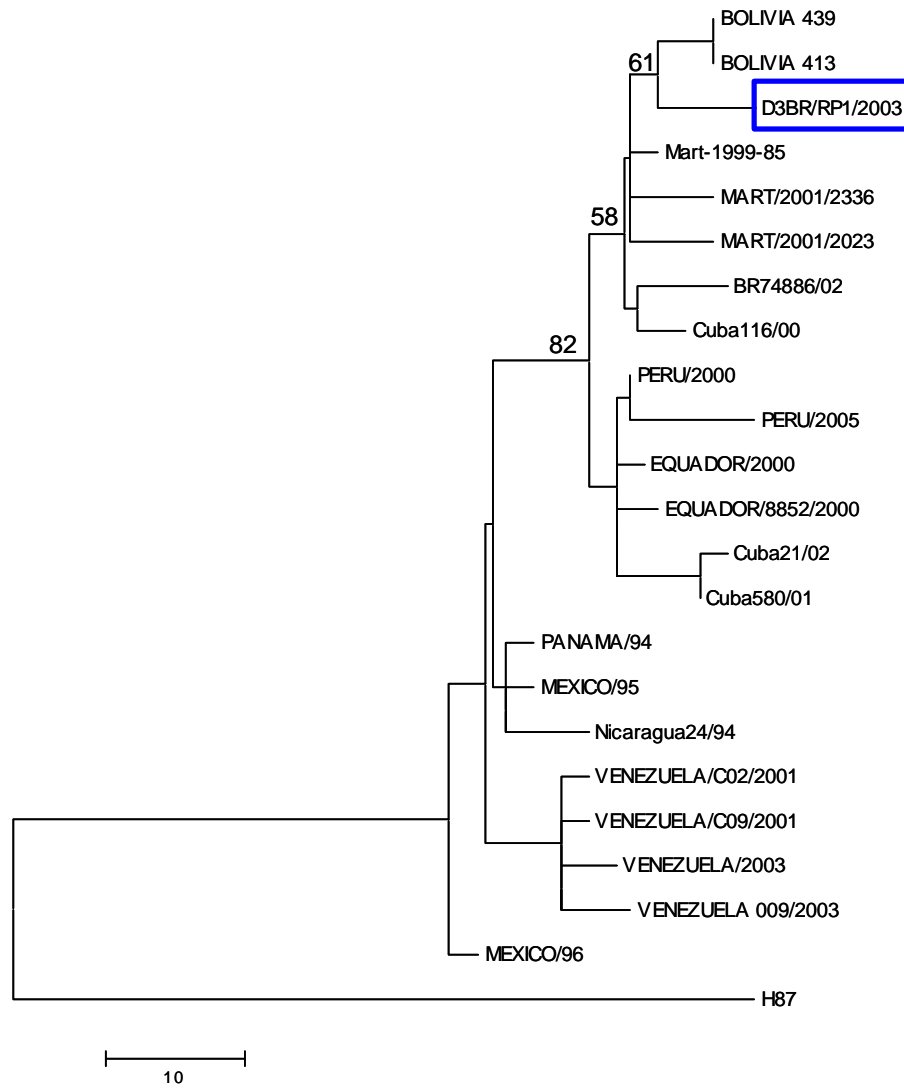 BOLIVIA 439
61
BOLIVIA 413
D3BR/RP1/2003
Mart-1999-85
MART/2001/2336
58
MART/2001/2023
BR74886/02
Cuba116/00
82
PERU/2000
PERU/2005
EQUADOR/2000
EQUADOR/8852/2000
Cuba21/02
Cuba580/01
PANAMA/94
MEXICO/95
Nicaragua24/94
VENEZUELA/C02/2001
VENEZUELA/C09/2001
VENEZUELA/2003
VENEZUELA 009/2003
MEXICO/96
H87
10